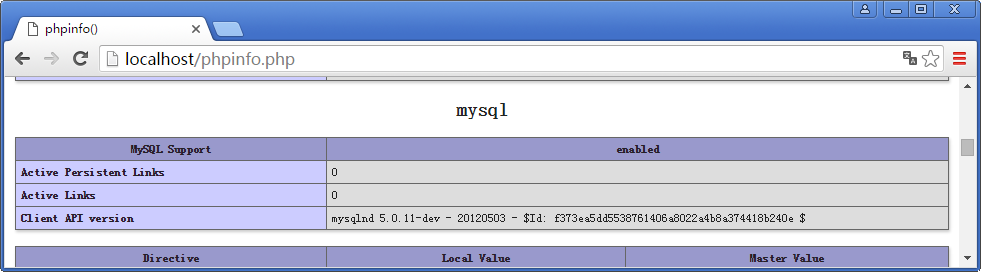 phpinfo()
localhost/phpinfo.php
mysql
MySQL Support enabled
Active Persistent Links 0
Active Links 0
Client API version mysqlnd 5.0.11-dev - 20120503 - $Id: f373ea5dd5538761406a8022a4b8a374418b240e $
Directive Local Value Master Value